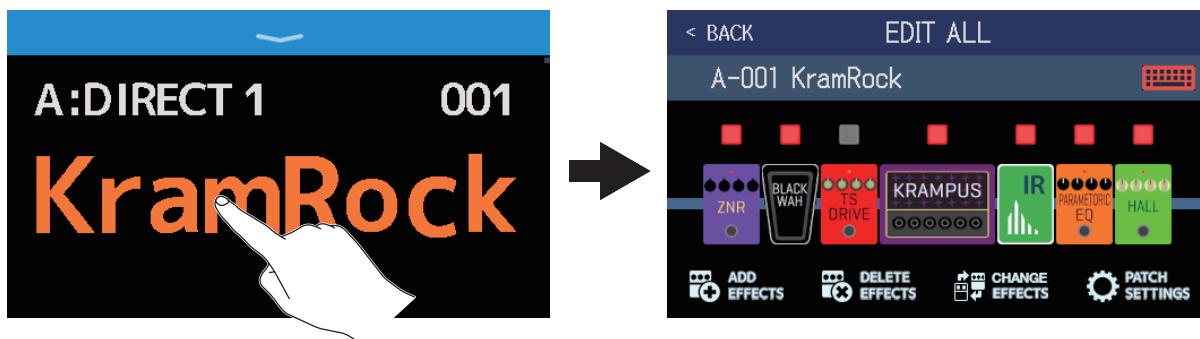 A:DIRECT 1 001
KramRock
< BACK EDIT ALL
A-001 KramRock
ZNR
BLACK
WAH
TS
DRIVE
KRAMPUS
IR
PARAMETORIC
EQ
HALL
ADD
EFFECTS
DELETE
EFFECTS
CHANGE
EFFECTS
PATCH
SETTINGS